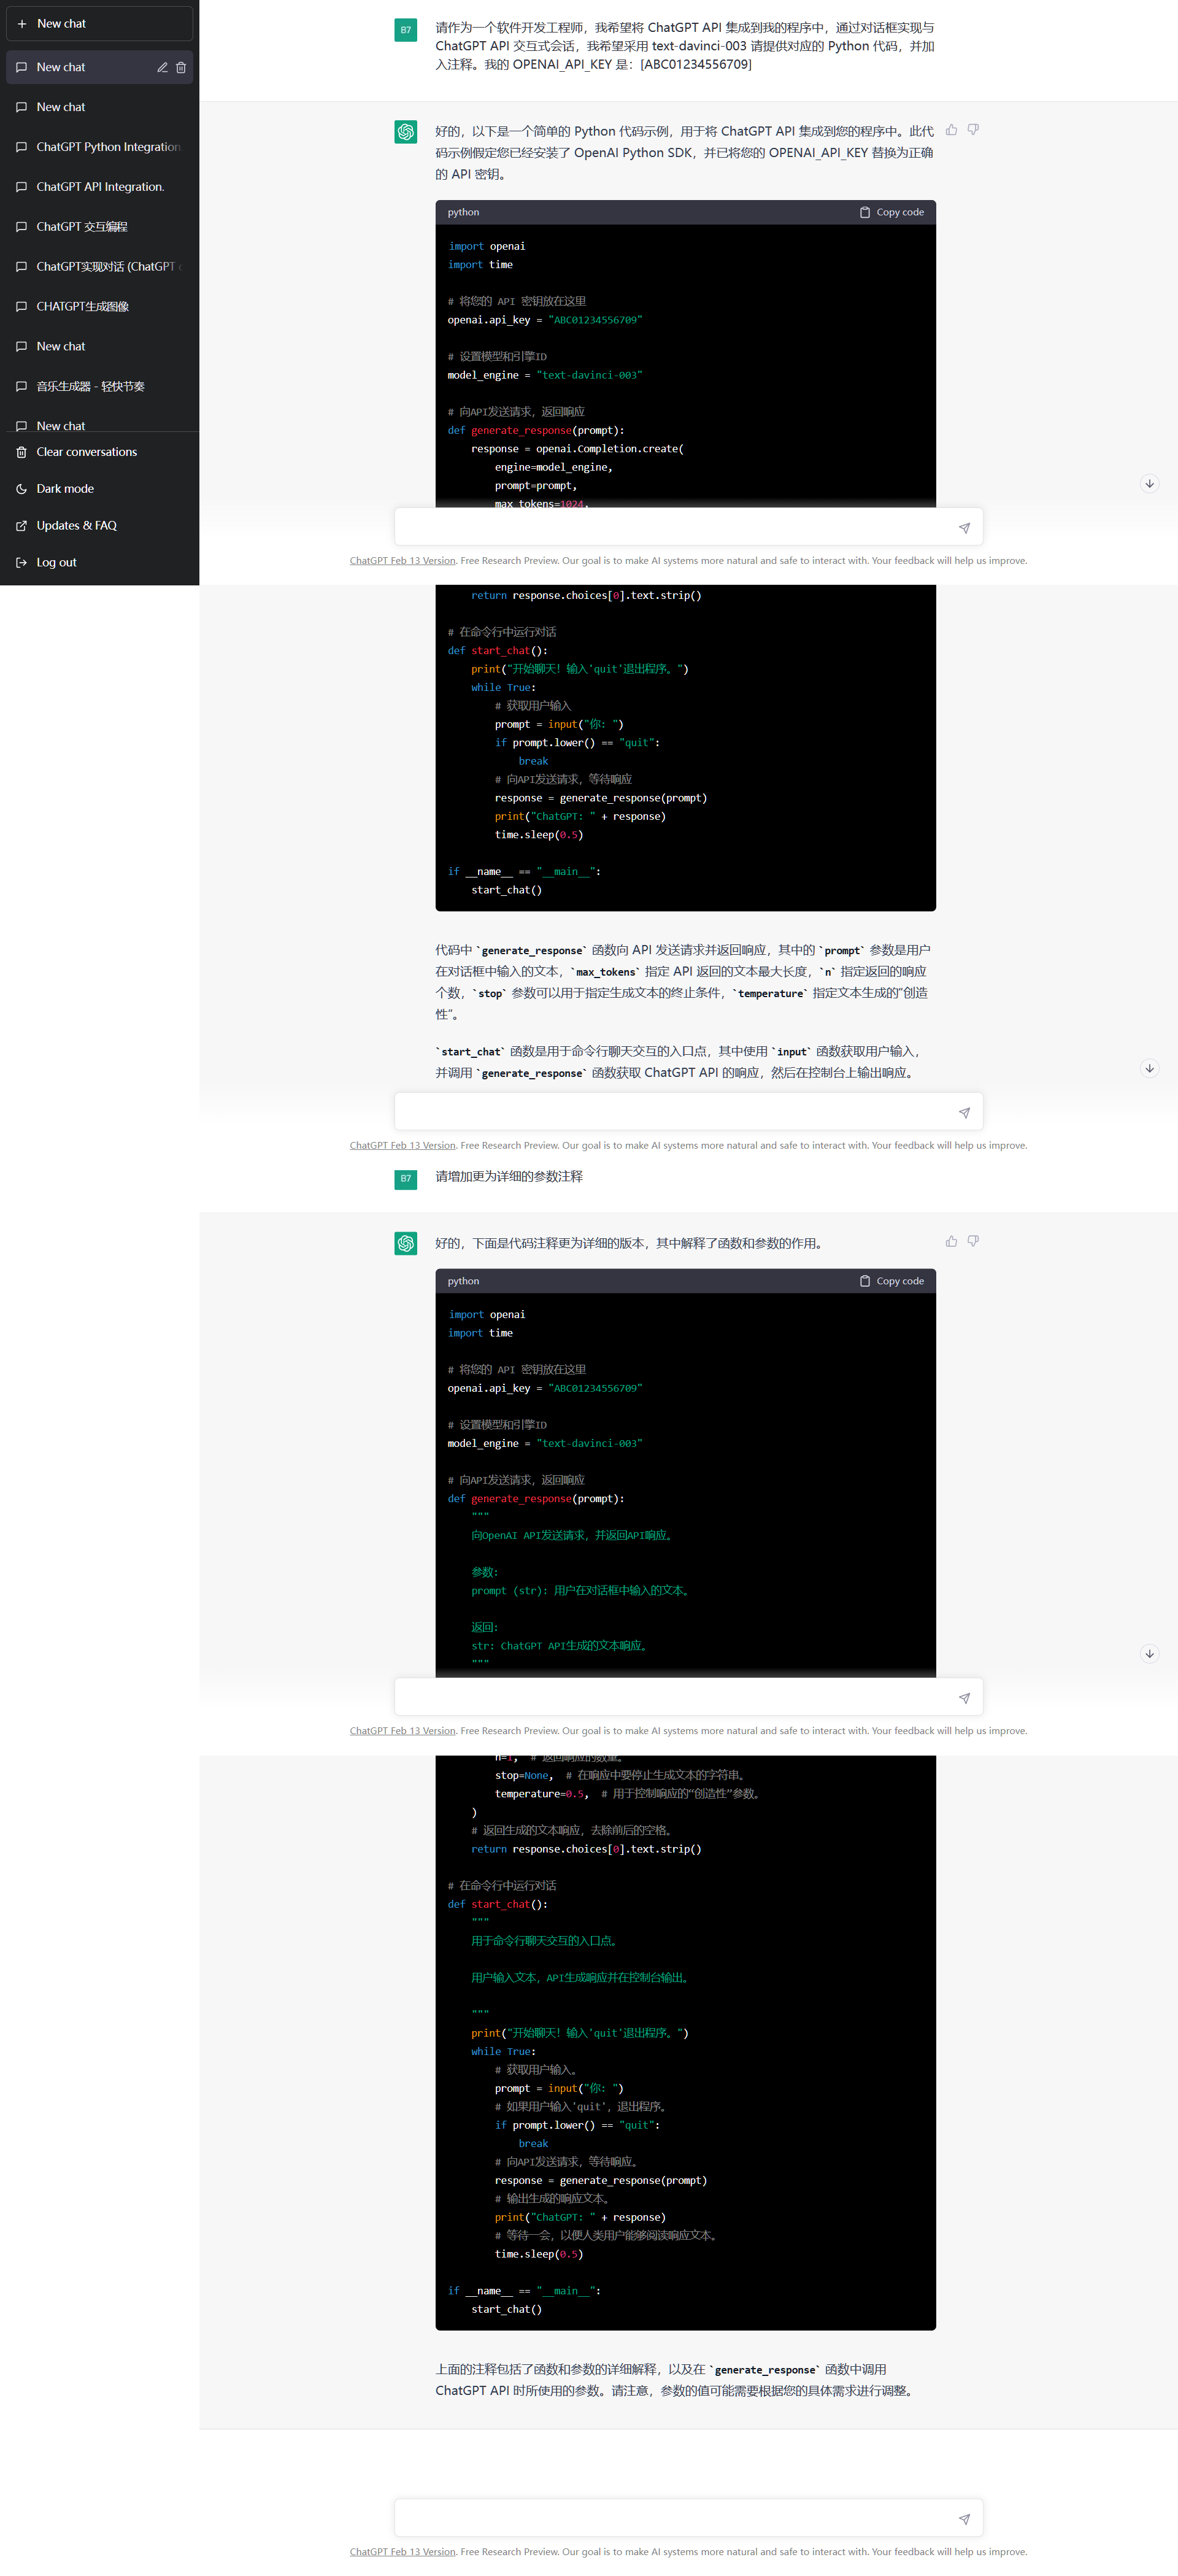 New chat
New chat
New chat
ChatGPT Python Integration.
ChatGPT API Integration.
ChatGPT 交互编程
ChatGPT实现对话 (ChatGPT c
CHATGPT生成图像
New chat
音乐生成器 - 轻快节奏
New chat
Clear conversations
Dark mode
Updates & FAQ
Log out
B7
请作为一个软件开发工程师，我希望将 ChatGPT API 集成到我的程序中，通过对话框实现与
ChatGPT API 交互式会话，我希望采用 text-davinci-003 请提供对应的 Python 代码，并加
入注释。我的 OPENAI_API_KEY 是：[ABC01234556709]
好的，以下是一个简单的 Python 代码示例，用于将 ChatGPT API 集成到您的程序中。此代
码示例假定您已经安装了 OpenAI Python SDK，并已将您的 OPENAI_API_KEY 替换为正确
的 API 密钥。
python
Copy code
import openai
import time
# 将您的 API 密钥放在这里
openai.api_key = "ABC01234556709"
# 设置模型和引擎ID
model_engine = "text-davinci-003"
# 向API发送请求，返回响应
def generate_response(prompt):
response = openai.Completion.create(
engine=model_engine,
prompt=prompt,
max_tokens=1024,
ChatGPT Feb 13 Version. Free Research Preview. Our goal is to make AI systems more natural and safe to interact with. Your feedback will help us improve.
return response.choices[0].text.strip()
# 在命令行中运行对话
def start_chat():
print("开始聊天！输入'quit'退出程序。")
while True:
# 获取用户输入
prompt = input("你: ")
if prompt.lower() == "quit":
break
# 向API发送请求，等待响应
response = generate_response(prompt)
print("ChatGPT: " + response)
time.sleep(0.5)
if __name__ == "__main__":
start_chat()
代码中 `generate_response` 函数向 API 发送请求并返回响应，其中的 `prompt` 参数是用户
在对话框中输入的文本，`max_tokens` 指定 API 返回的文本最大长度，`n` 指定返回的响应
个数，`stop` 参数可以用于指定生成文本的终止条件，`temperature` 指定文本生成的“创造
性”。
`start_chat` 函数是用于命令行聊天交互的入口点，其中使用 `input` 函数获取用户输入，
并调用 `generate_response` 函数获取 ChatGPT API 的响应，然后在控制台上输出响应。
ChatGPT Feb 13 Version. Free Research Preview. Our goal is to make AI systems more natural and safe to interact with. Your feedback will help us improve.
B7
请增加更为详细的参数注释
好的，下面是代码注释更为详细的版本，其中解释了函数和参数的作用。
python
Copy code
import openai
import time
# 将您的 API 密钥放在这里
openai.api_key = "ABC01234556709"
# 设置模型和引擎ID
model_engine = "text-davinci-003"
# 向API发送请求，返回响应
def generate_response(prompt):
"""
向OpenAI API发送请求，并返回API响应。
参数:
prompt (str): 用户在对话框中输入的文本。
返回:
str: ChatGPT API生成的文本响应。
"""
ChatGPT Feb 13 Version. Free Research Preview. Our goal is to make AI systems more natural and safe to interact with. Your feedback will help us improve.
n=1, # 返回响应的数量。
stop=None, # 在响应中要停止生成文本的字符串。
temperature=0.5, # 用于控制响应的“创造性”参数。
)
# 返回生成的文本响应，去除前后的空格。
return response.choices[0].text.strip()
# 在命令行中运行对话
def start_chat():
"""
用于命令行聊天交互的入口点。
用户输入文本，API生成响应并在控制台输出。
"""
print("开始聊天！输入'quit'退出程序。")
while True:
# 获取用户输入。
prompt = input("你: ")
# 如果用户输入'quit'，退出程序。
if prompt.lower() == "quit":
break
# 向API发送请求，等待响应。
response = generate_response(prompt)
# 输出生成的响应文本。
print("ChatGPT: " + response)
# 等待一会，以便人类用户能够阅读响应文本。
time.sleep(0.5)
if __name__ == "__main__":
start_chat()
上面的注释包括了函数和参数的详细解释，以及在 `generate_response` 函数中调用
ChatGPT API 时所使用的参数。请注意，参数的值可能需要根据您的具体需求进行调整。
ChatGPT Feb 13 Version. Free Research Preview. Our goal is to make AI systems more natural and safe to interact with. Your feedback will help us improve.